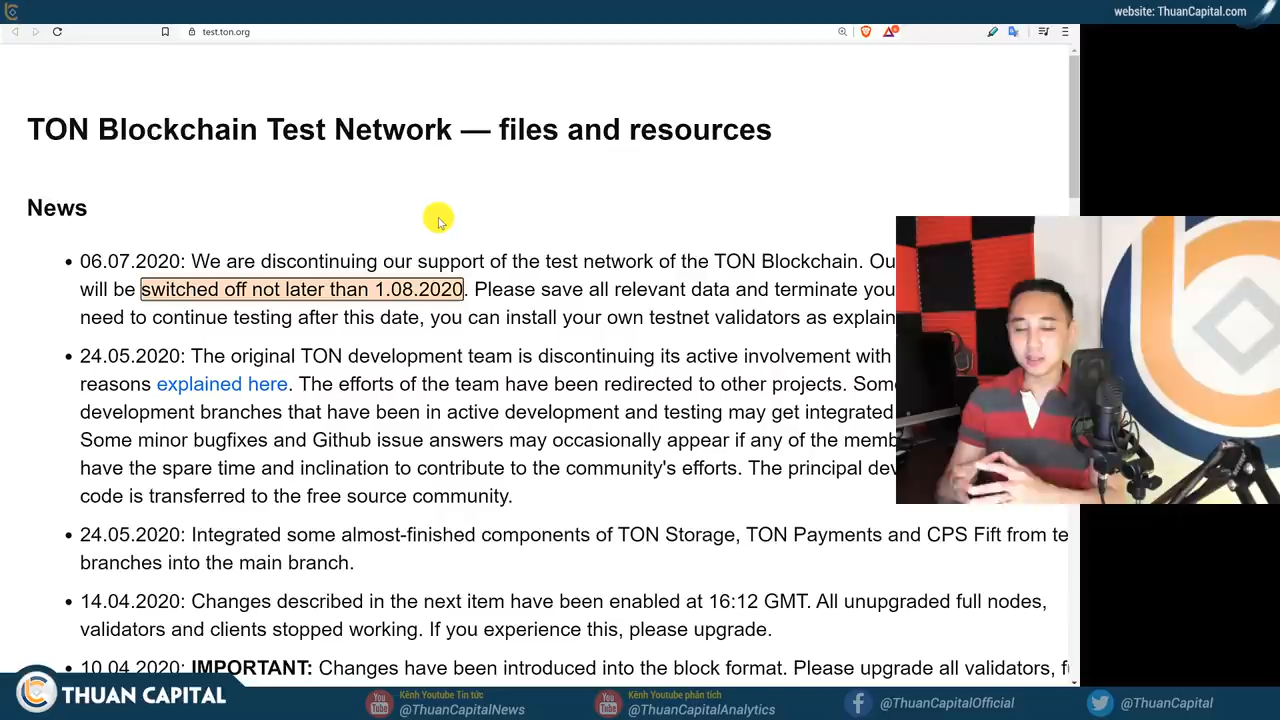 website: ThuanCapital.com
test.ton.org
TON Blockchain Test Network — files and resources
News
• 06.07.2020: We are discontinuing our support of the test network of the TON Blockchain. Ou
will be switched off not later than 1.08.2020. Please save all relevant data and terminate you
need to continue testing after this date, you can install your own testnet validators as explain
• 24.05.2020: The original TON development team is discontinuing its active involvement with
reasons explained here. The efforts of the team have been redirected to other projects. Som
development branches that have been in active development and testing may get integrated
Some minor bugfixes and Github issue answers may occasionally appear if any of the memb
have the spare time and inclination to contribute to the community's efforts. The principal dev
code is transferred to the free source community.
• 24.05.2020: Integrated some almost-finished components of TON Storage, TON Payments and CPS Fift from te
branches into the main branch.
• 14.04.2020: Changes described in the next item have been enabled at 16:12 GMT. All unupgraded full nodes,
validators and clients stopped working. If you experience this, please upgrade.
• 10.04.2020: IMPORTANT: Changes have been introduced into the block format. Please upgrade all validators, fu
THUAN CAPITAL
You Tube
Kênh Youtube Tin tức
@ThuanCapitalNews
You Tube
Kênh Youtube phân tích
@ThuanCapitalAnalytics
@ThuanCapitalOfficial
@ThuanCapital